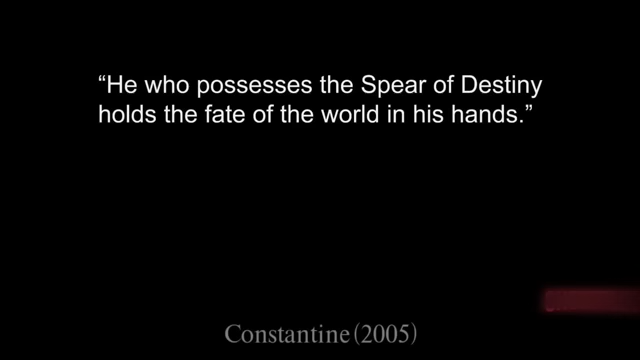 “He who possesses the Spear of Destiny
holds the fate of the world in his hands.”
Constantine (2005)